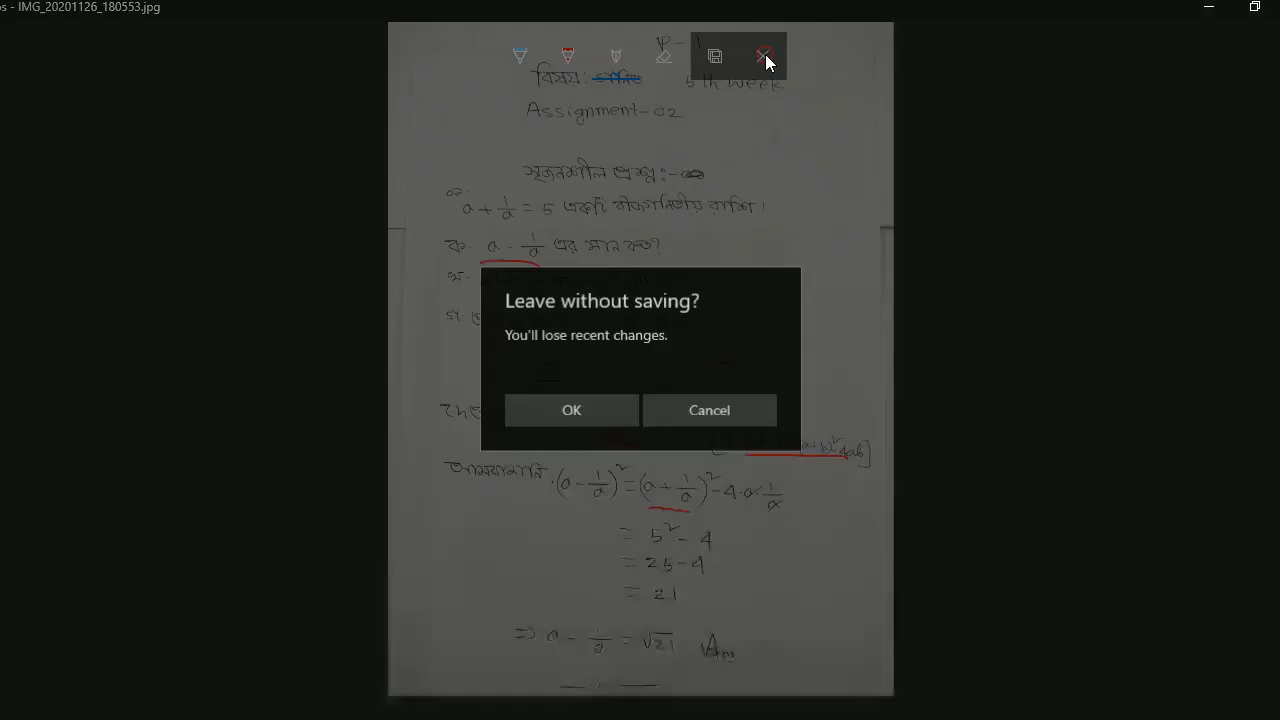 os - IMG_20201126_180553.jpg
P - 1
বিষয়: 5th Week
Assignment-02
সৃজনশীল প্রশ্ন:-
a + 1/a = 5 একটি বীজগণিতীয় রাশি।
ক. a - 1/a এর মান কত?
খ.
গ.
Leave without saving?
You'll lose recent changes.
OK
Cancel
(a - 1/a)² = (a + 1/a)² - 4·a·1/a
= 5² - 4
= 25 - 4
= 21
=> a - 1/a = √21 Ans